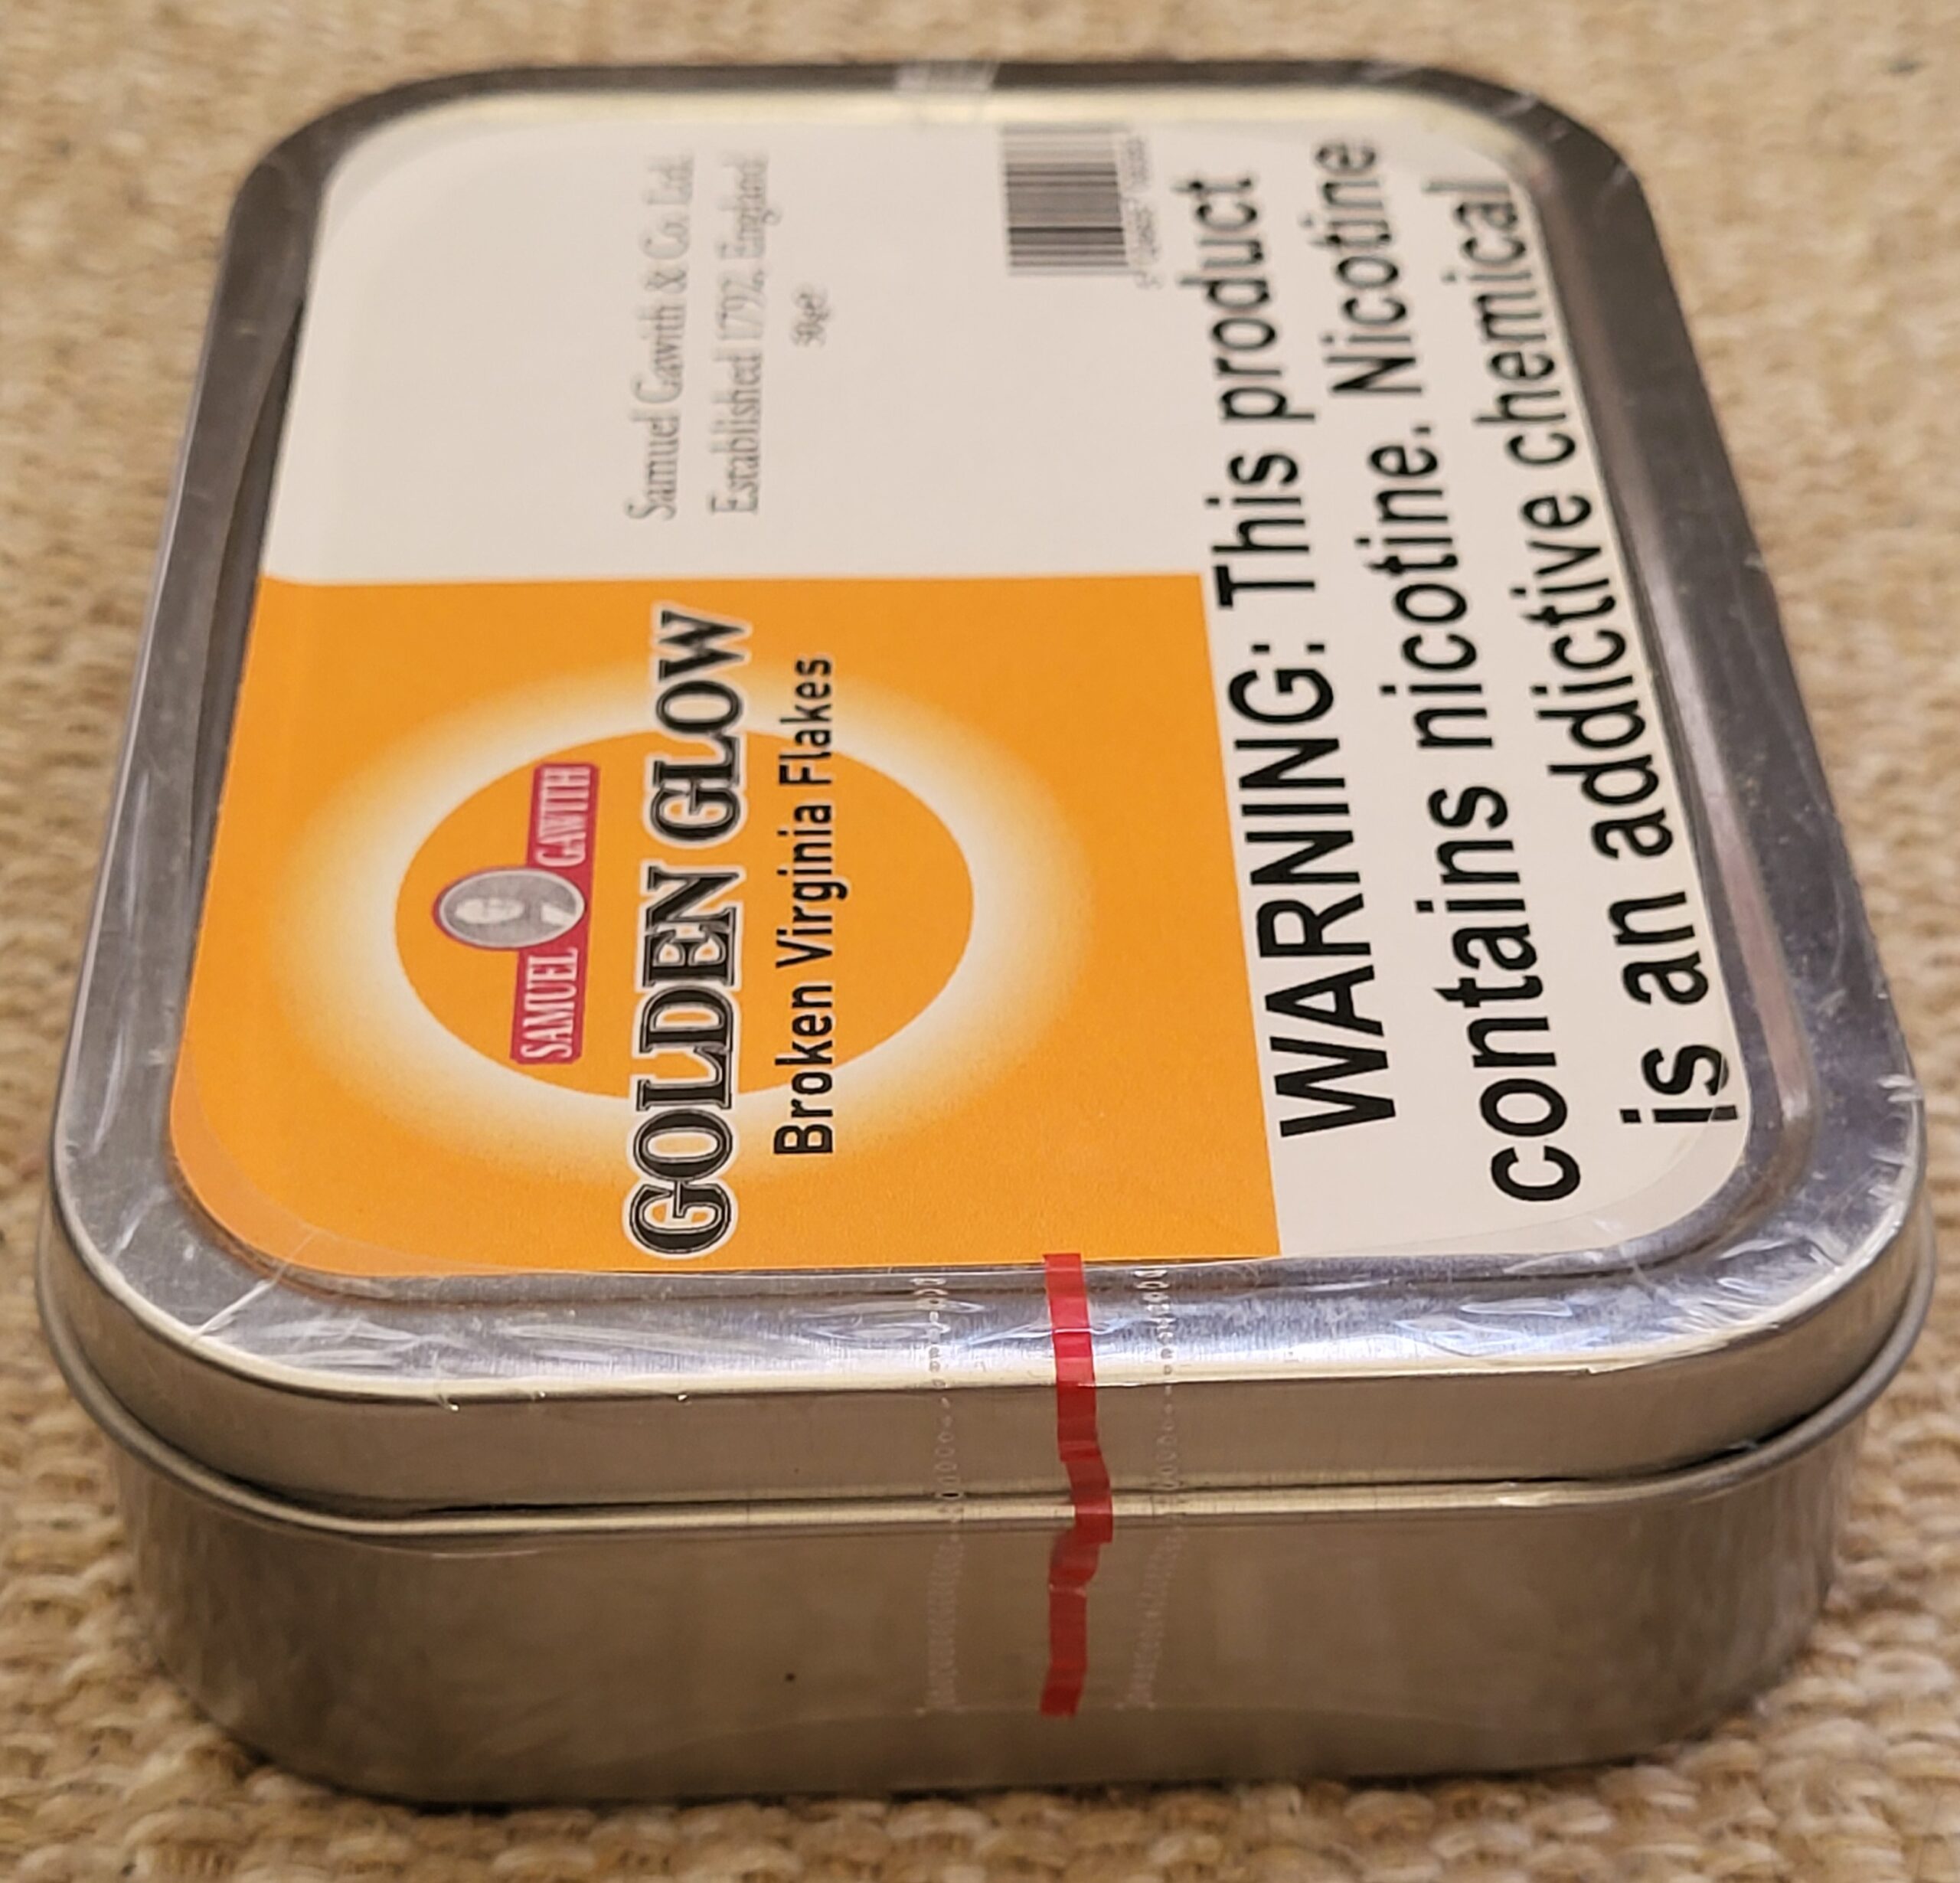 SAMUEL GAWITH
GOLDEN GLOW
Broken Virginia Flakes
Samuel Gawith & Co. Ltd.
Established 1792, England
50ge
WARNING: This product
contains nicotine. Nicotine
is an addictive chemical